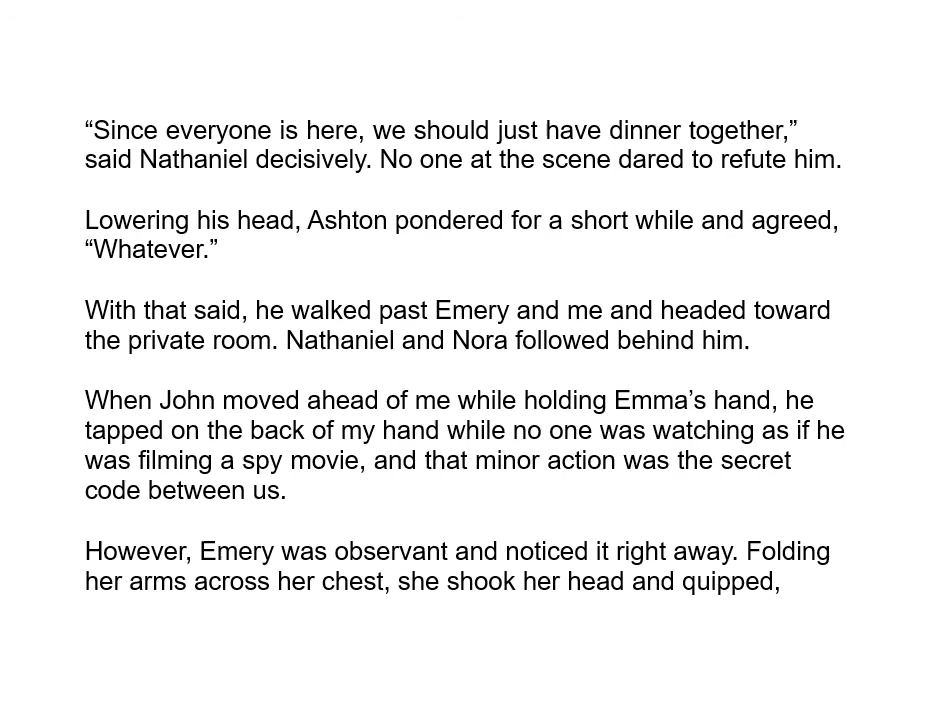 “Since everyone is here, we should just have dinner together,”
said Nathaniel decisively. No one at the scene dared to refute him.
Lowering his head, Ashton pondered for a short while and agreed,
“Whatever.”
With that said, he walked past Emery and me and headed toward
the private room. Nathaniel and Nora followed behind him.
When John moved ahead of me while holding Emma’s hand, he
tapped on the back of my hand while no one was watching as if he
was filming a spy movie, and that minor action was the secret
code between us.
However, Emery was observant and noticed it right away. Folding
her arms across her chest, she shook her head and quipped,